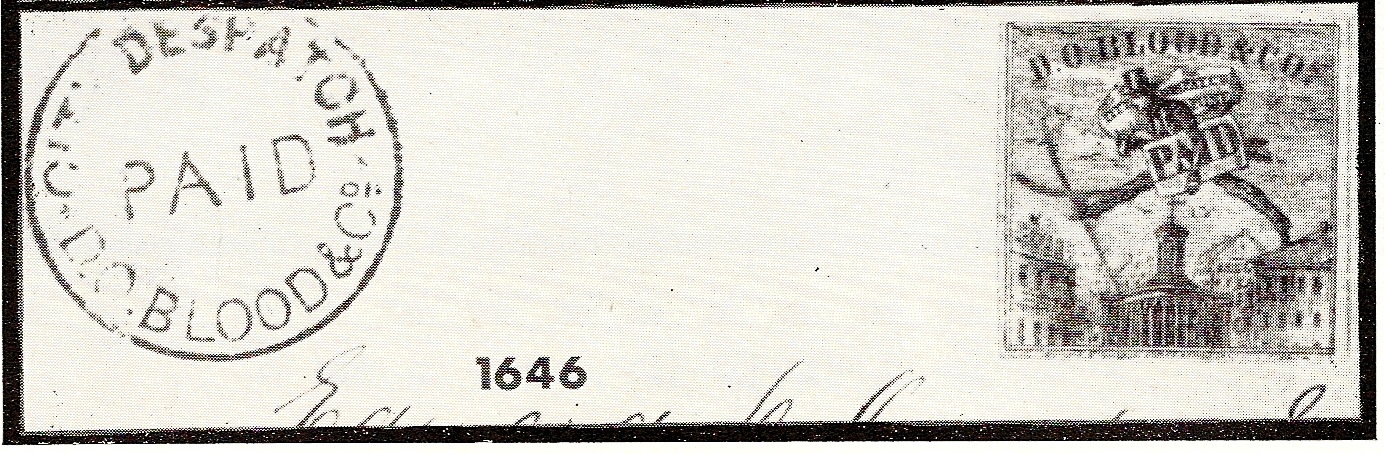 CITY DESPATCH
PAID
D.O. BLOOD & Co.
D.O. BLOOD & Co.
PAID
1646